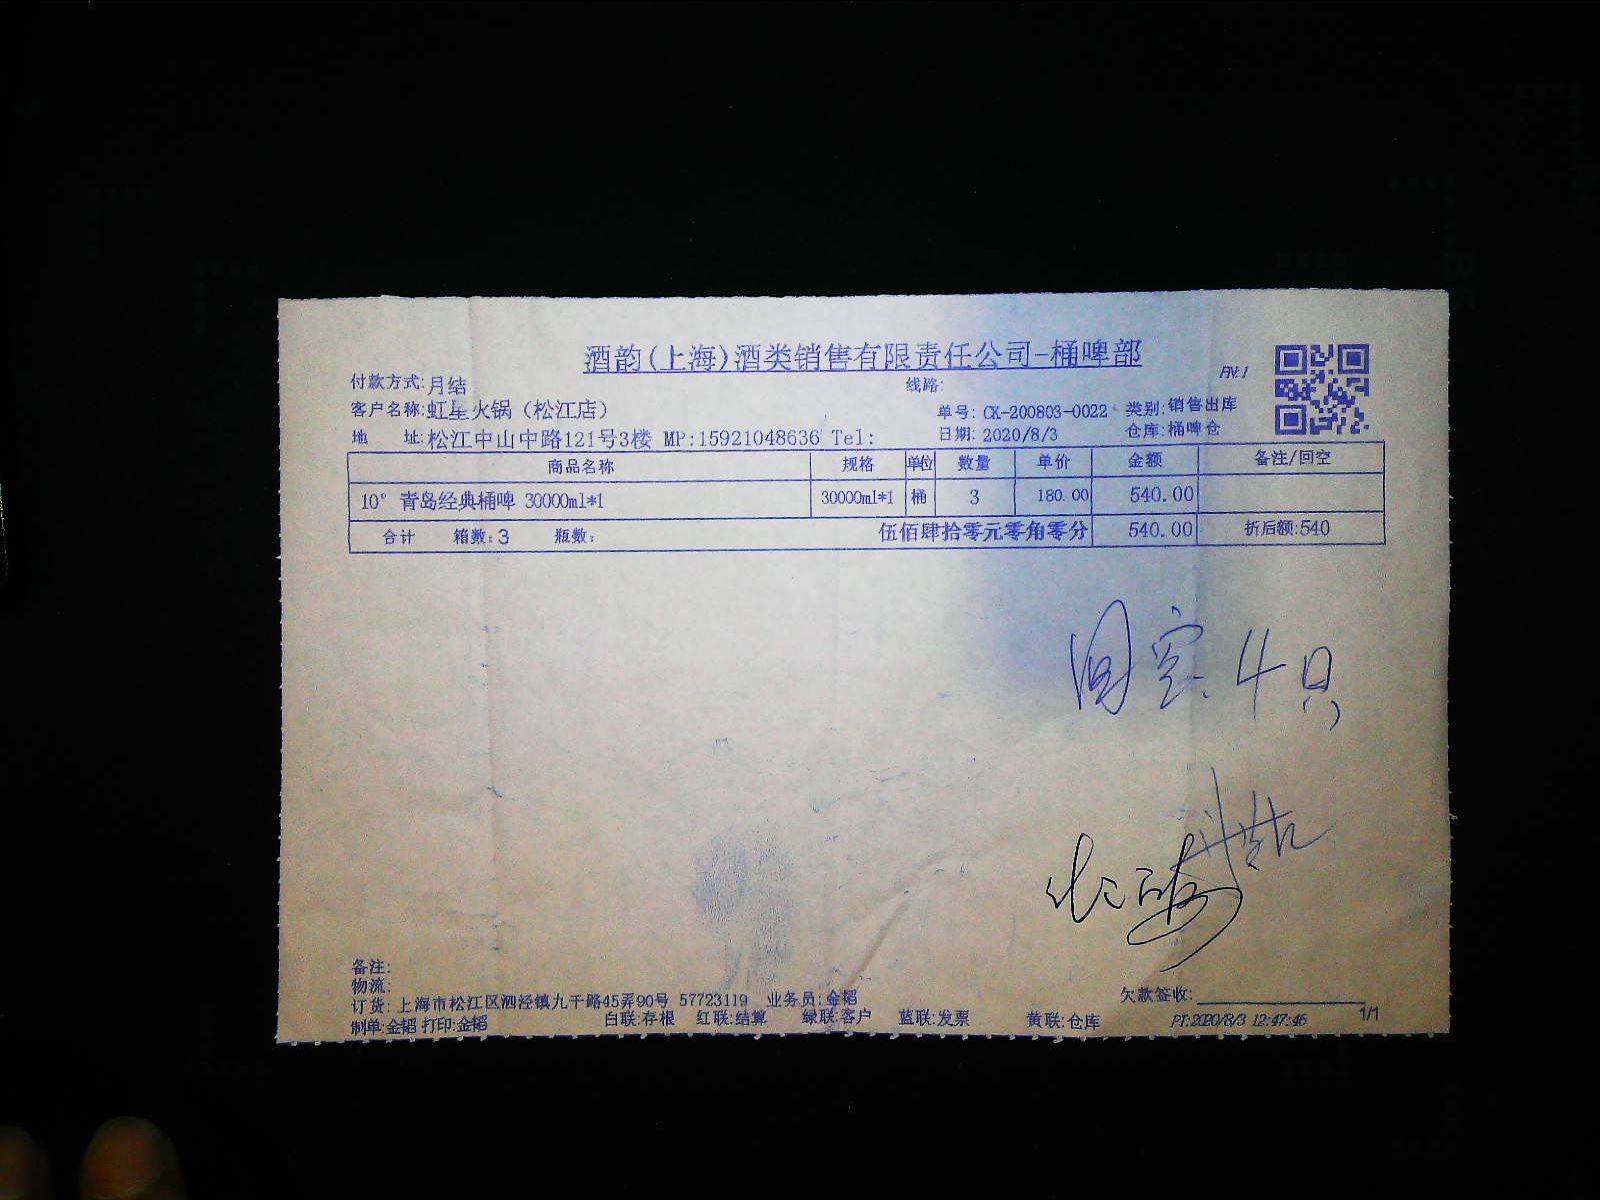 酒韵(上海)酒类销售有限责任公司-桶啤部
付款方式:月结 线路: PN:1
客户名称:虹星火锅（松江店） 单号: CK-200803-0022 类别:销售出库
地 址:松江中山中路121号3楼 MP:15921048636 Tel: 日期: 2020/8/3 仓库:桶啤仓
商品名称 规格 单位 数量 单价 金额 备注/回空
10° 青岛经典桶啤 30000ml*1 30000ml*1 桶 3 180.00 540.00
合计 箱数:3 瓶数: 伍佰肆拾零元零角零分 540.00 折后额:540
回空: 4只
备注:
物流:
订货: 上海市松江区泗泾镇九干路45弄90号 57723119 业务员:金韬 欠款签收:
制单:金韬 打印:金韬 白联:存根 红联:结算 绿联:客户 蓝联:发票 黄联:仓库 PT:2020/8/3 12:47:46 1/1